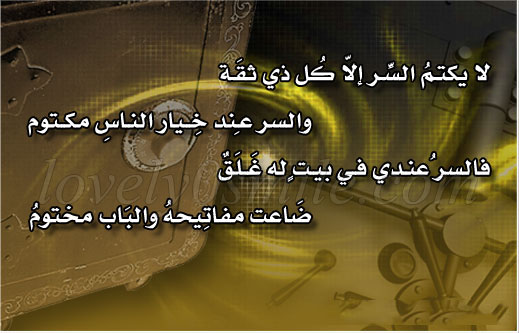 لا يكتمُ السِّر إلاّ كُل ذي ثقَة
والسر عنِد خِيار الناسِ مكتوم
فالسرُ عندي في بيتٍ له غَلَقٌ
ضَاعت مفاتِيحهُ والبَاب مختومُ